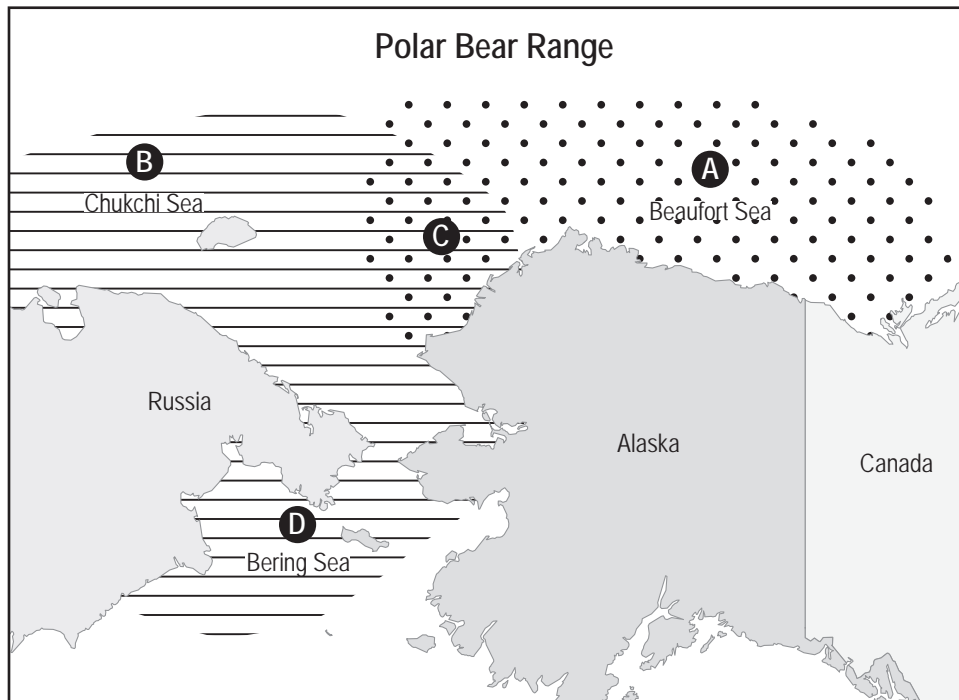 Polar Bear Range
B
A
Chukchi Sea
Beaufort Sea
C
Russia
Alaska
Canada
D
Bering Sea